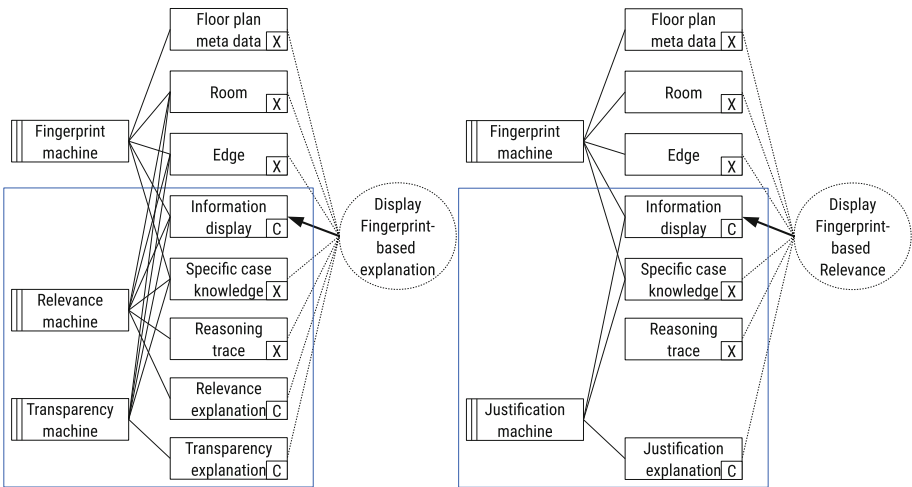 Floor plan
meta data X
Room
X
Fingerprint
machine
Edge
X
Information
display C
Display
Fingerprint-
based
explanation
Specific case
knowledge X
Relevance
machine
Reasoning
trace X
Relevance
explanation C
Transparency
machine
Transparency
explanation C
Floor plan
meta data X
Room
X
Fingerprint
machine
Edge
X
Information
display C
Display
Fingerprint-
based
Relevance
Specific case
knowledge X
Reasoning
trace X
Justification
machine
Justification
explanation C